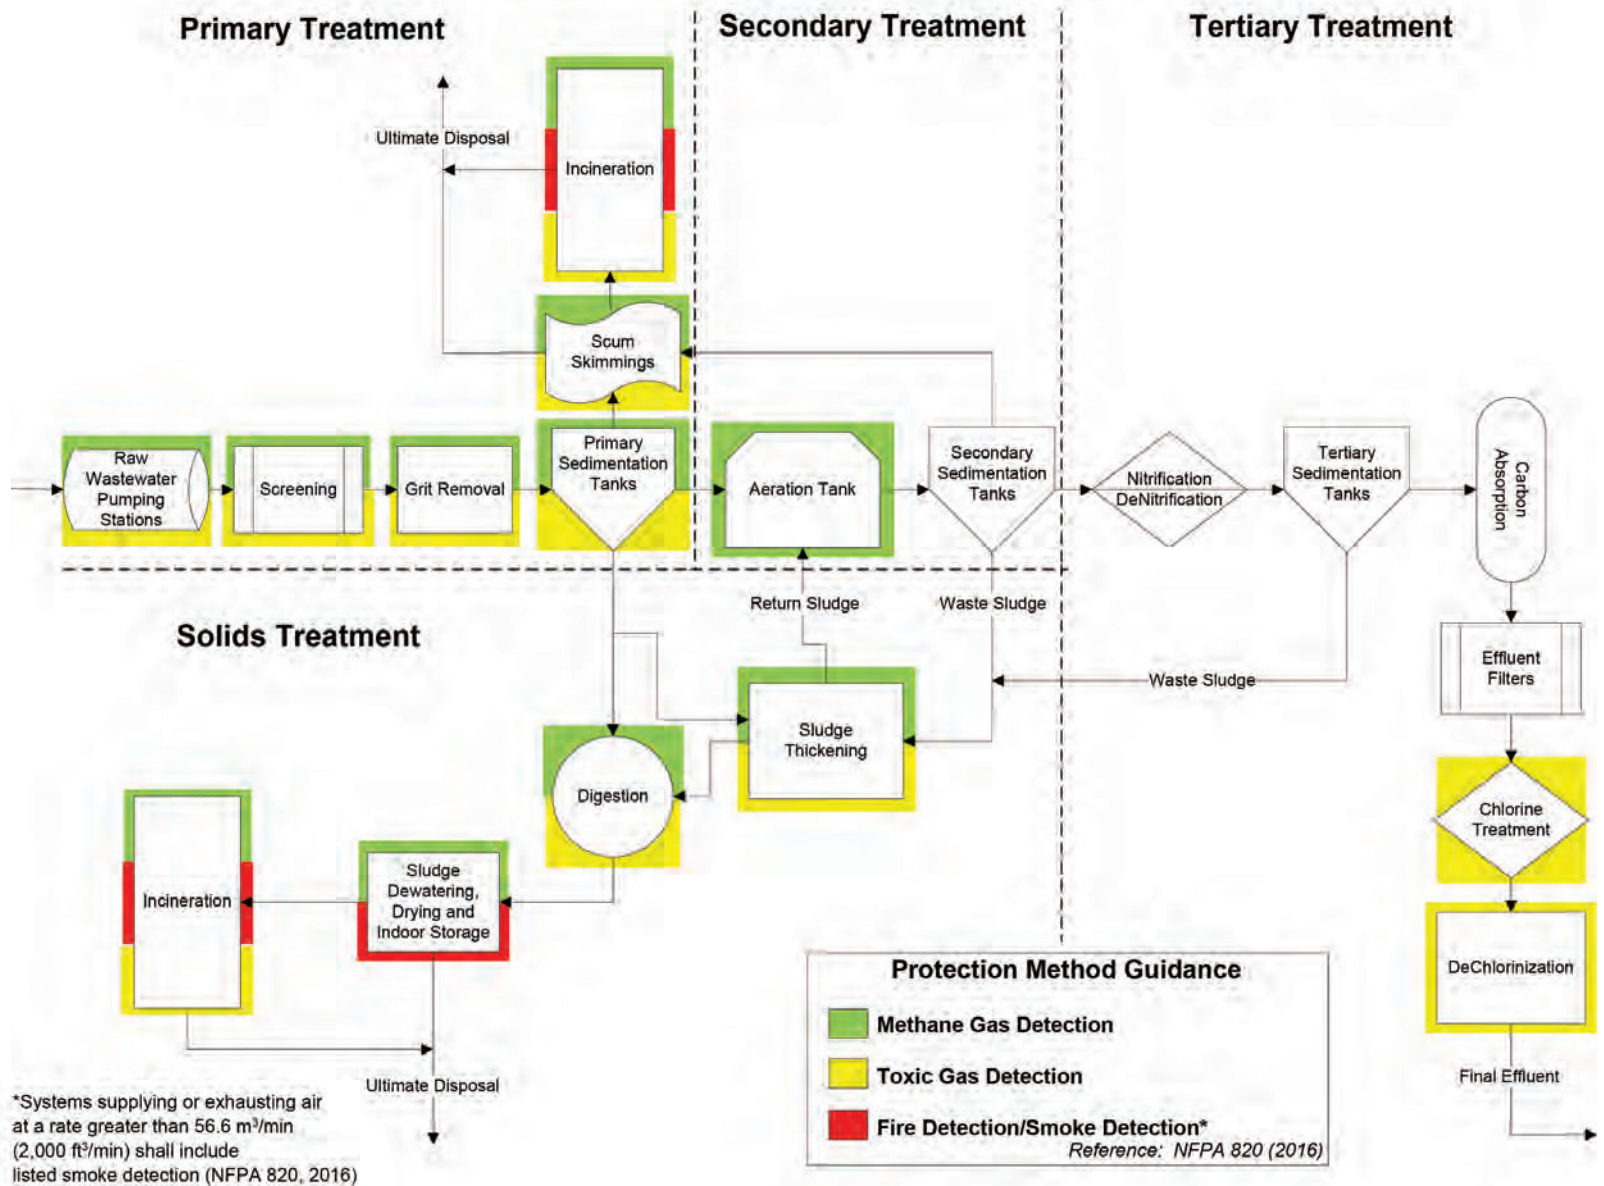 Primary Treatment
Secondary Treatment
Tertiary Treatment
Ultimate Disposal
Incineration
Scum
Skimmings
Raw
Wastewater
Pumping
Stations
Screening
Grit Removal
Primary
Sedimentation
Tanks
Aeration Tank
Secondary
Sedimentation
Tanks
Nitrification
DeNitrification
Tertiary
Sedimentation
Tanks
Carbon
Absorption
Return Sludge
Waste Sludge
Solids Treatment
Waste Sludge
Effluent
Filters
Sludge
Thickening
Digestion
Chlorine
Treatment
Sludge
Dewatering,
Drying and
Indoor Storage
Incineration
DeChlorinization
Ultimate Disposal
Final Effluent
Protection Method Guidance
Methane Gas Detection
Toxic Gas Detection
Fire Detection/Smoke Detection*
Reference: NFPA 820 (2016)
*Systems supplying or exhausting air
at a rate greater than 56.6 m³/min
(2,000 ft³/min) shall include
listed smoke detection (NFPA 820, 2016)